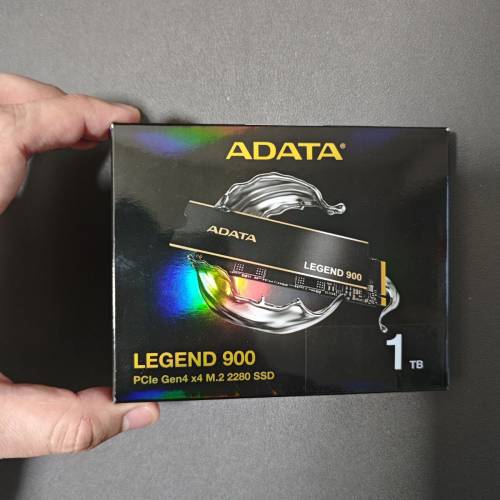 ADATA®
ADATA
LEGEND 900
LEGEND 900
PCIe Gen4 x4 M.2 2280 SSD
1 TB